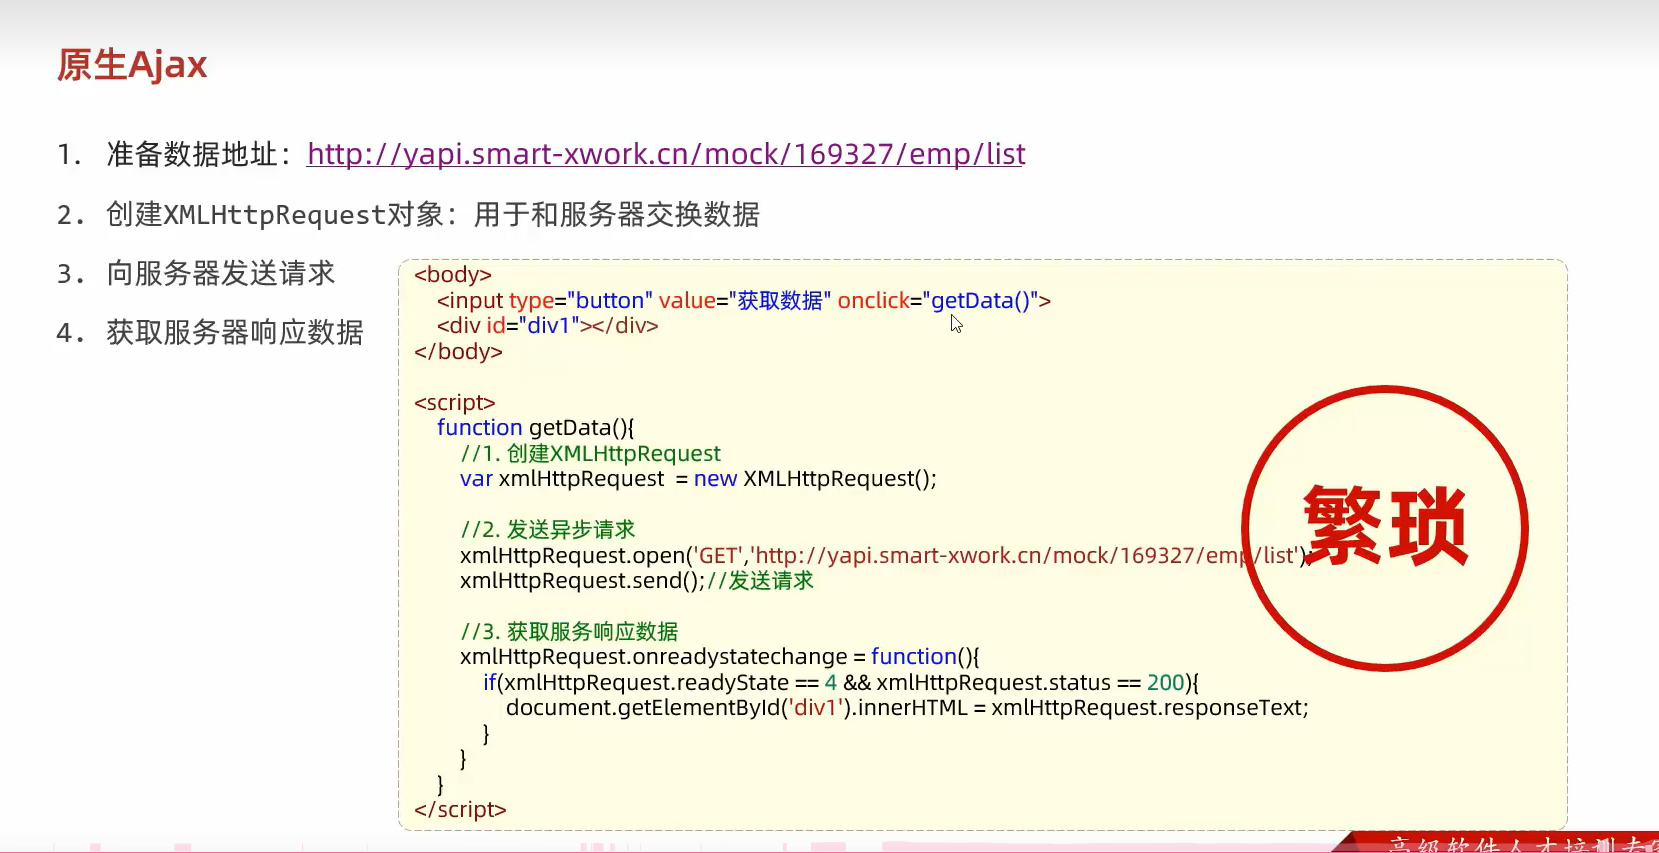 原生Ajax
1. 准备数据地址：http://yapi.smart-xwork.cn/mock/169327/emp/list
2. 创建XMLHttpRequest对象：用于和服务器交换数据
3. 向服务器发送请求
4. 获取服务器响应数据
<body>
<input type="button" value="获取数据" onclick="getData()">
<div id="div1"></div>
</body>
<script>
function getData(){
//1. 创建XMLHttpRequest
var xmlHttpRequest = new XMLHttpRequest();
//2. 发送异步请求
xmlHttpRequest.open('GET','http://yapi.smart-xwork.cn/mock/169327/emp/list');
xmlHttpRequest.send();//发送请求
//3. 获取服务响应数据
xmlHttpRequest.onreadystatechange = function(){
if(xmlHttpRequest.readyState == 4 && xmlHttpRequest.status == 200){
document.getElementById('div1').innerHTML = xmlHttpRequest.responseText;
}
}
}
</script>
繁琐
高级软件人才培训专家